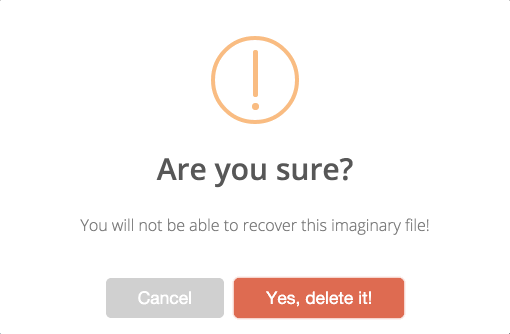 Are you sure?
You will not be able to recover this imaginary file!
Cancel
Yes, delete it!